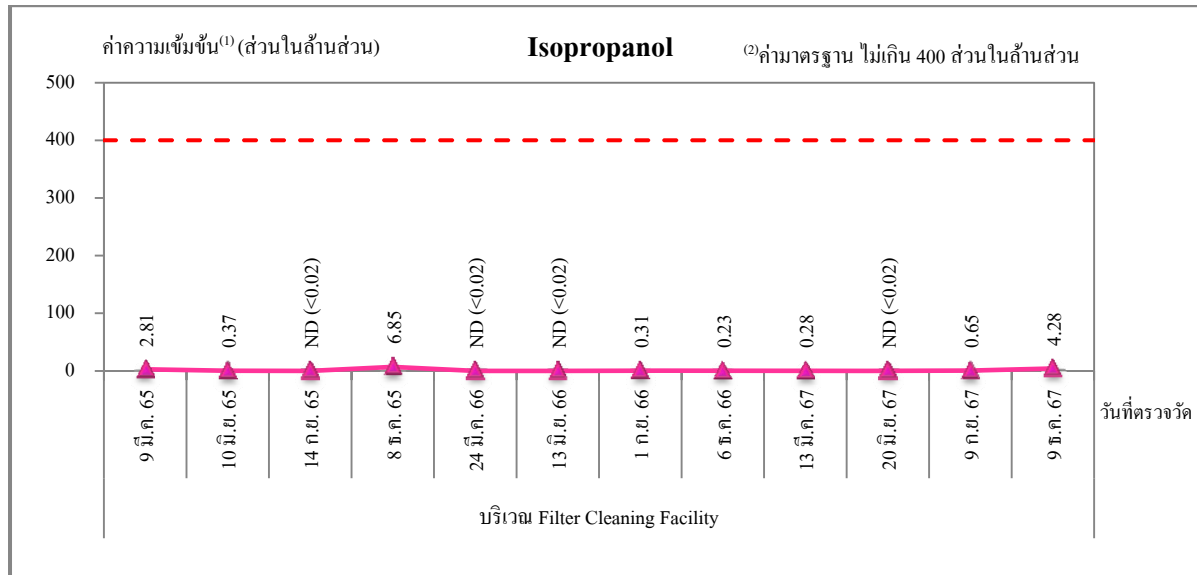 ค่าความเข้มข้น(1) (ส่วนในล้านส่วน)
Isopropanol
(2)ค่ามาตรฐาน ไม่เกิน 400 ส่วนในล้านส่วน
500
400
300
200
100
0
2.81
0.37
ND (<0.02)
6.85
ND (<0.02)
ND (<0.02)
0.31
0.23
0.28
ND (<0.02)
0.65
4.28
9 มี.ค. 65
10 มิ.ย. 65
14 ก.ย. 65
8 ธ.ค. 65
24 มี.ค. 66
13 มิ.ย. 66
1 ก.ย. 66
6 ธ.ค. 66
13 มี.ค. 67
20 มิ.ย. 67
9 ก.ย. 67
9 ธ.ค. 67
วันที่ตรวจวัด
บริเวณ Filter Cleaning Facility